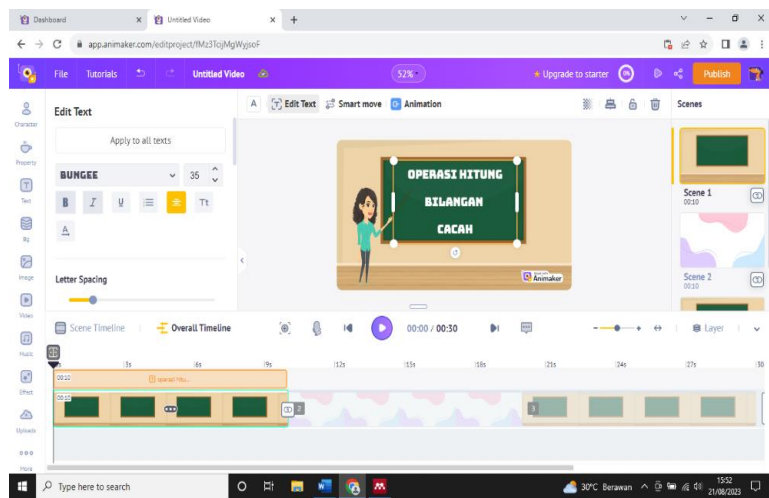 Dashboard
Untitled Video
app.animaker.com/editproject/fMz3TojjMgWyjsoF
File Tutorials Untitled Video 52% Upgrade to starter Publish
Edit Text
A Edit Text Smart move Animation
Scenes
Character
Property
Text
Bg
Image
Video
Music
Effect
Uploads
More
Apply to all texts
BUNGEE 35
B I U Tt
A
Letter Spacing
OPERASI HITUNG
BILANGAN
CACAH
Animaker
Scene 1
00:10
Scene 2
00:10
Scene Timeline Overall Timeline 00:00 / 00:30 Layer
3s 6s 9s 12s 15s 18s 21s 24s 27s 30
00:10 operasi hitu...
00:10 2 3
Type here to search
30°C Berawan
15:52
21/08/2023